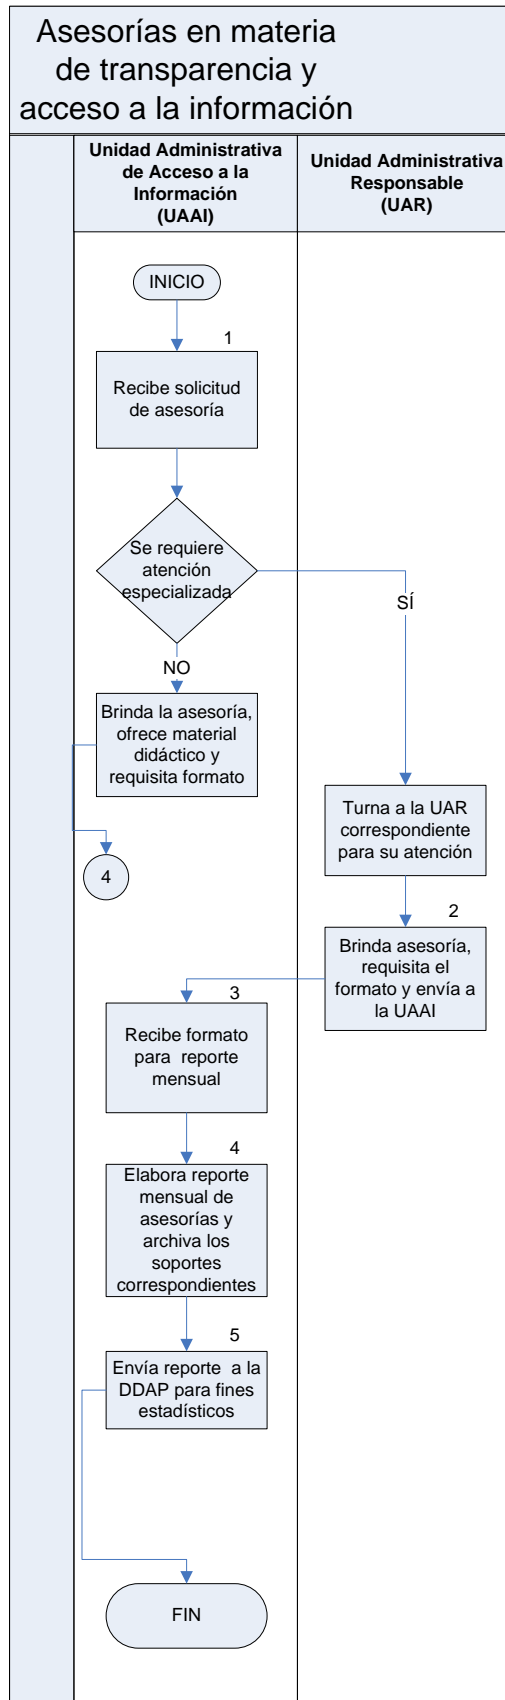 Asesorías en materia
de transparencia y
acceso a la información
Unidad Administrativa
de Acceso a la
Información
(UAAI)
Unidad Administrativa
Responsable
(UAR)
INICIO
1
Recibe solicitud
de asesoría
Se requiere
atención
especializada
SÍ
NO
Brinda la asesoría,
ofrece material
didáctico y
requisita formato
4
Turna a la UAR
correspondiente
para su atención
2
Brinda asesoría,
requisita el
formato y envía a
la UAAI
3
Recibe formato
para reporte
mensual
4
Elabora reporte
mensual de
asesorías y
archiva los
soportes
correspondientes
5
Envía reporte a la
DDAP para fines
estadísticos
FIN